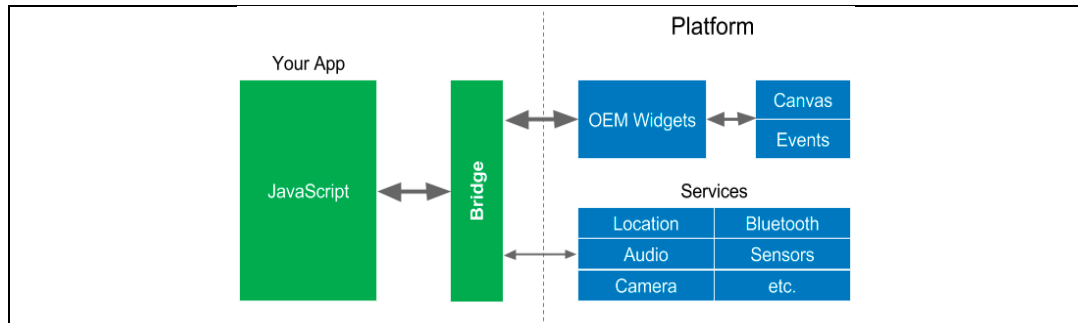 Platform
Your App
JavaScript
Bridge
OEM Widgets
Canvas
Events
Services
Location
Bluetooth
Audio
Sensors
Camera
etc.